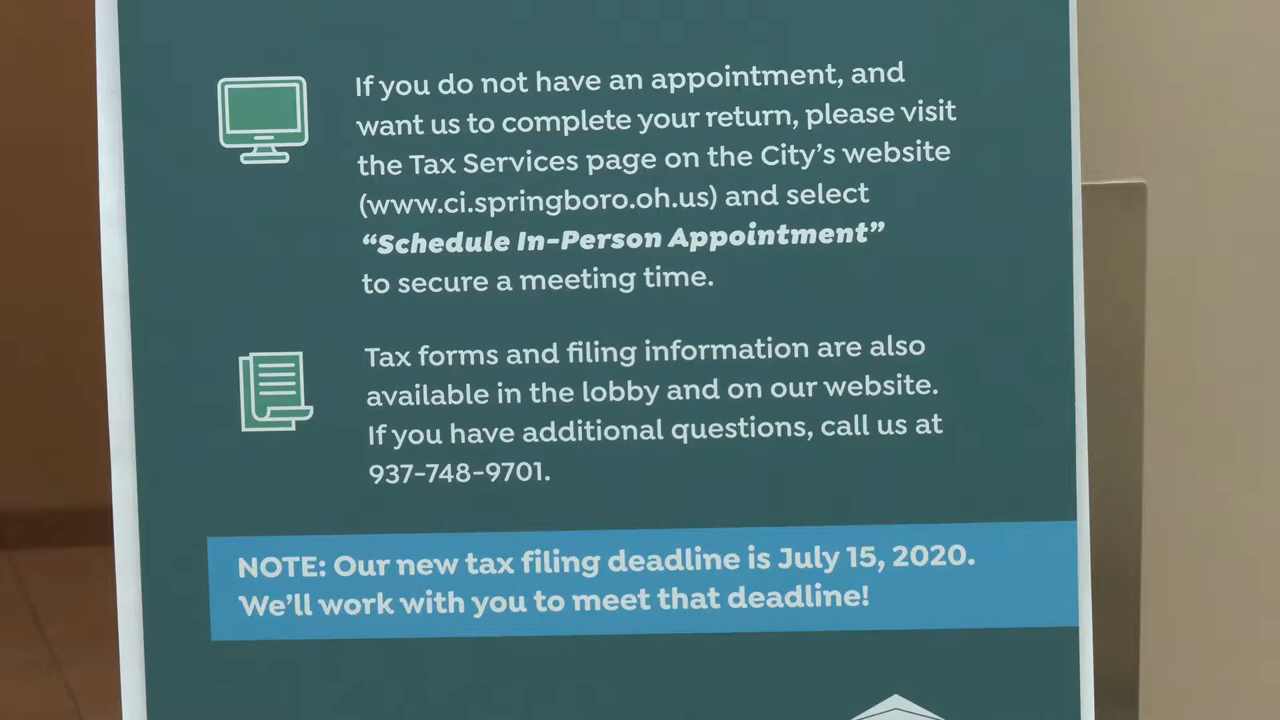 If you do not have an appointment, and
want us to complete your return, please visit
the Tax Services page on the City's website
(www.ci.springboro.oh.us) and select
“Schedule In-Person Appointment”
to secure a meeting time.
Tax forms and filing information are also
available in the lobby and on our website.
If you have additional questions, call us at
937-748-9701.
NOTE: Our new tax filing deadline is July 15, 2020.
We'll work with you to meet that deadline!